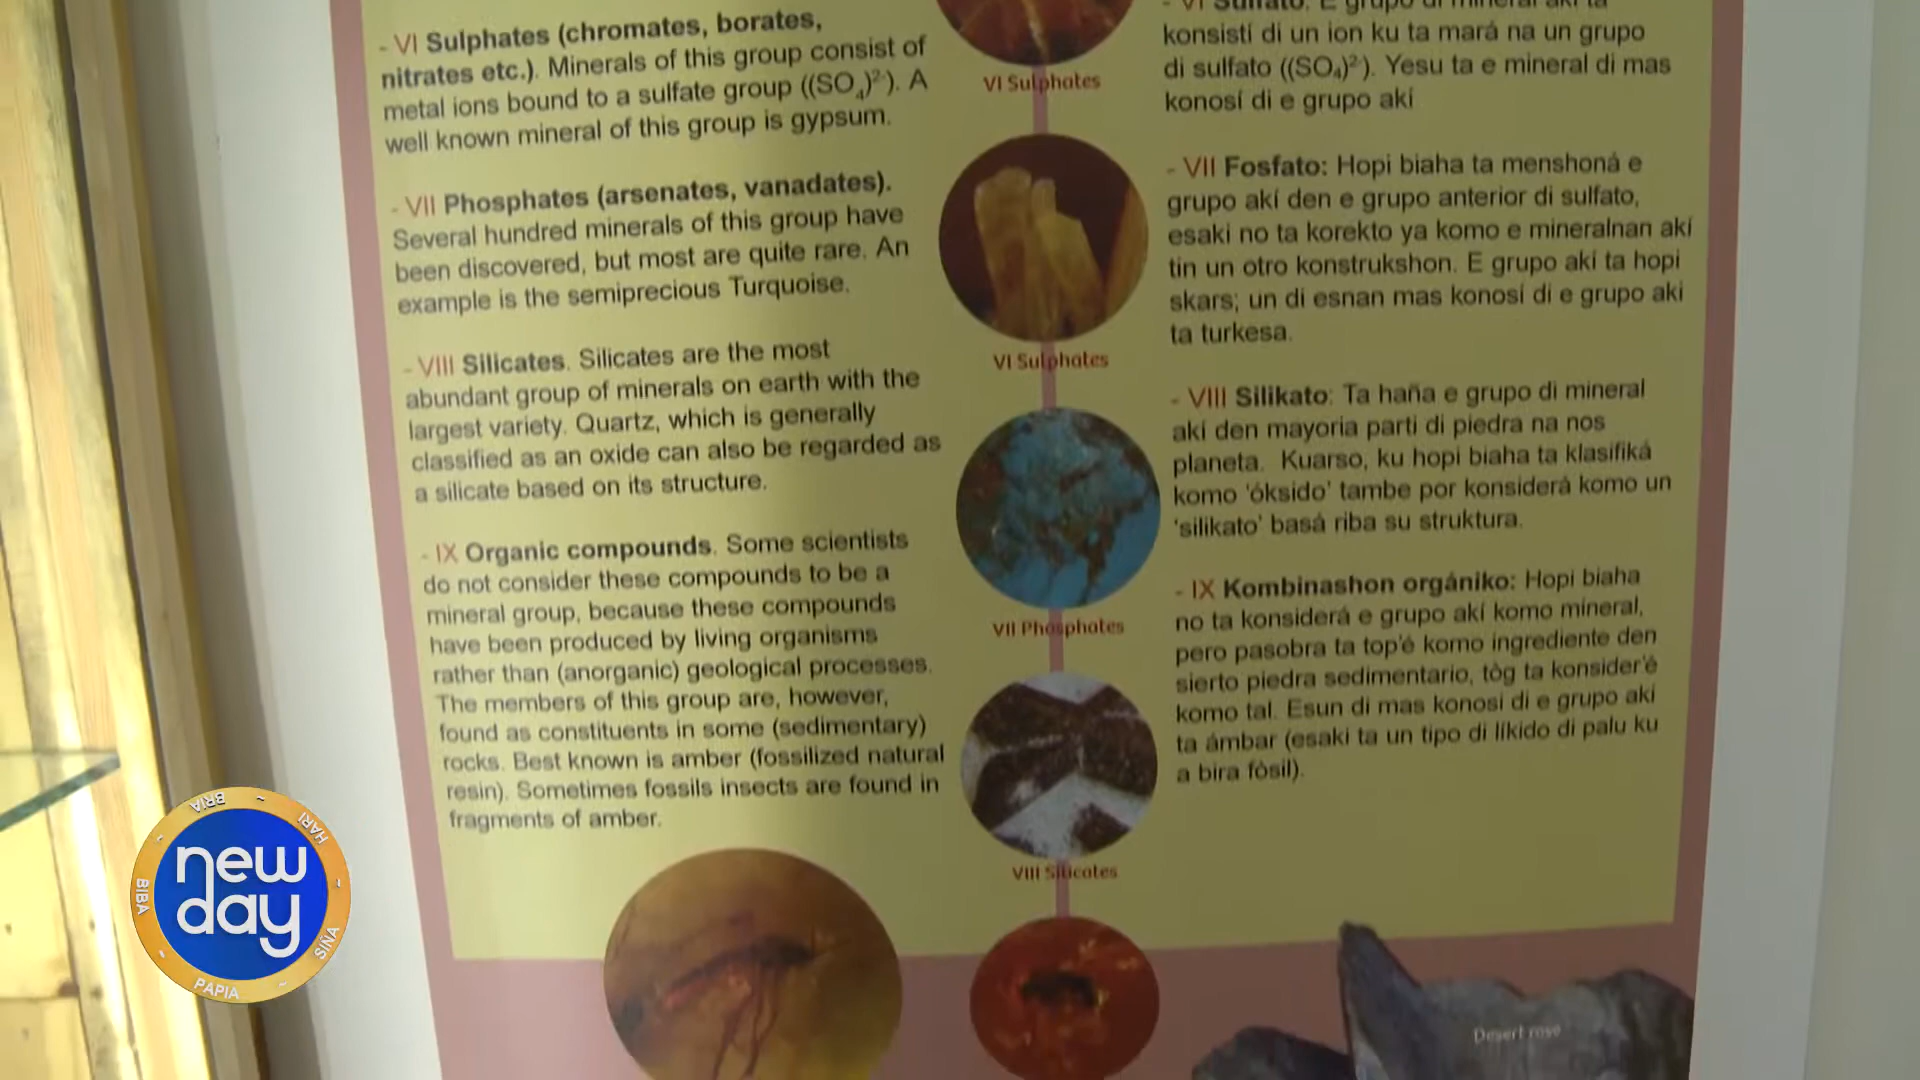 - VI Sulphates (chromates, borates,
nitrates etc.). Minerals of this group consist of
metal ions bound to a sulfate group ((SO₄)²⁻). A
well known mineral of this group is gypsum.
- VII Phosphates (arsenates, vanadates).
Several hundred minerals of this group have
been discovered, but most are quite rare. An
example is the semiprecious Turquoise.
- VIII Silicates. Silicates are the most
abundant group of minerals on earth with the
largest variety. Quartz, which is generally
classified as an oxide can also be regarded as
a silicate based on its structure.
- IX Organic compounds. Some scientists
do not consider these compounds to be a
mineral group, because these compounds
have been produced by living organisms
rather than (anorganic) geological processes.
The members of this group are, however,
found as constituents in some (sedimentary)
rocks. Best known is amber (fossilized natural
resin). Sometimes fossils insects are found in
fragments of amber.
VI Sulphates
VI Sulphates
VII Phosphates
VIII Silicates
- VI Sulfato: E grupo di mineral akí ta
konsistí di un ion ku ta mará na un grupo
di sulfato ((SO₄)²⁻). Yesu ta e mineral di mas
konosí di e grupo akí
- VII Fosfato: Hopi biaha ta menshoná e
grupo akí den e grupo anterior di sulfato,
esaki no ta korekto ya komo e mineralnan akí
tin un otro konstrukshon. E grupo akí ta hopi
skars; un di esnan mas konosí di e grupo akí
ta turkesa.
- VIII Silikato: Ta haña e grupo di mineral
akí den mayoria parti di piedra na nos
planeta. Kuarso, ku hopi biaha ta klasifiká
komo 'óksido' tambe por konsiderá komo un
'silikato' basá riba su struktura.
- IX Kombinashon orgániko: Hopi biaha
no ta konsiderá e grupo akí komo mineral,
pero pasobra ta top'é komo ingrediente den
sierto piedra sedimentario, tòg ta konsider'é
komo tal. Esun di mas konosí di e grupo akí
ta ámbar (esaki ta un tipo di líkido di palu ku
a bira fòsil).
Desert rose
new
day
BIBA ~ BRIA ~ HARI ~ SIÑA ~ PAPIA ~